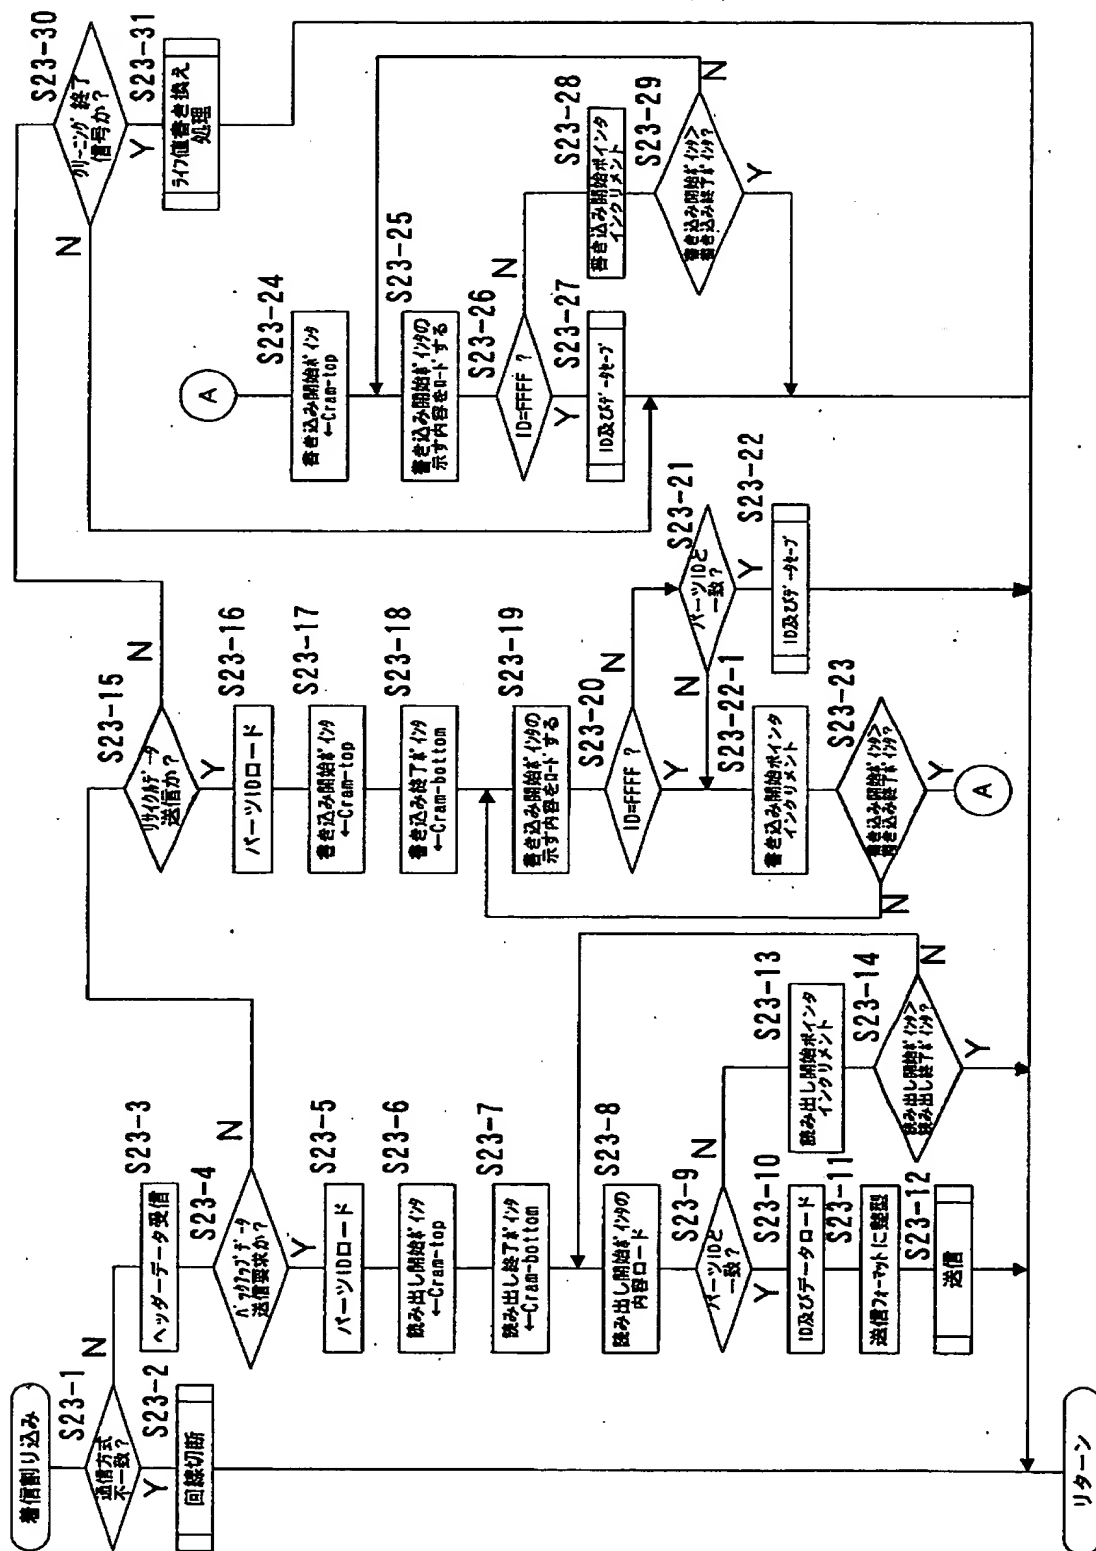 着信割り込み
S23-1
通信方式
不一致?
N
Y
S23-2
回線切断
リターン
S23-3
ヘッダーデータ受信
S23-4
バックアップデータ
送信要求か?
N
Y
S23-5
パーツIDロード
S23-6
読み出し開始ポインタ
←Cram-top
S23-7
読み出し終了ポインタ
←Cram-bottom
S23-8
読み出し開始ポインタの
内容ロード
S23-9
パーツIDと
一致?
N
Y
S23-10
ID及びデータロード
S23-11
送信フォーマットに整型
S23-12
送信
S23-13
読み出し開始ポインタ
インクリメント
S23-14
読み出し開始ポインタ>
読み出し終了ポインタ?
N
Y
S23-15
リサイクルデータ
送信か?
N
Y
S23-16
パーツIDロード
S23-17
書き込み開始ポインタ
←Cram-top
S23-18
書き込み終了ポインタ
←Cram-bottom
S23-19
書き込み開始ポインタの
示す内容をロードする
S23-20
ID=FFFF ?
N
Y
S23-21
パーツIDと
一致?
N
Y
S23-22
ID及びデータセーブ
S23-22-1
書き込み開始ポインタ
インクリメント
S23-23
書き込み開始ポインタ>
書き込み終了ポインタ?
N
Y
A
A
S23-24
書き込み開始ポインタ
←Cram-top
S23-25
書き込み開始ポインタの
示す内容をロードする
S23-26
ID=FFFF ?
N
Y
S23-27
ID及びデータセーブ
S23-28
書き込み開始ポインタ
インクリメント
S23-29
書き込み開始ポインタ>
書き込み終了ポインタ?
N
Y
S23-30
クリーニング終了
信号か?
N
Y
S23-31
ライフ値書き換え
処理